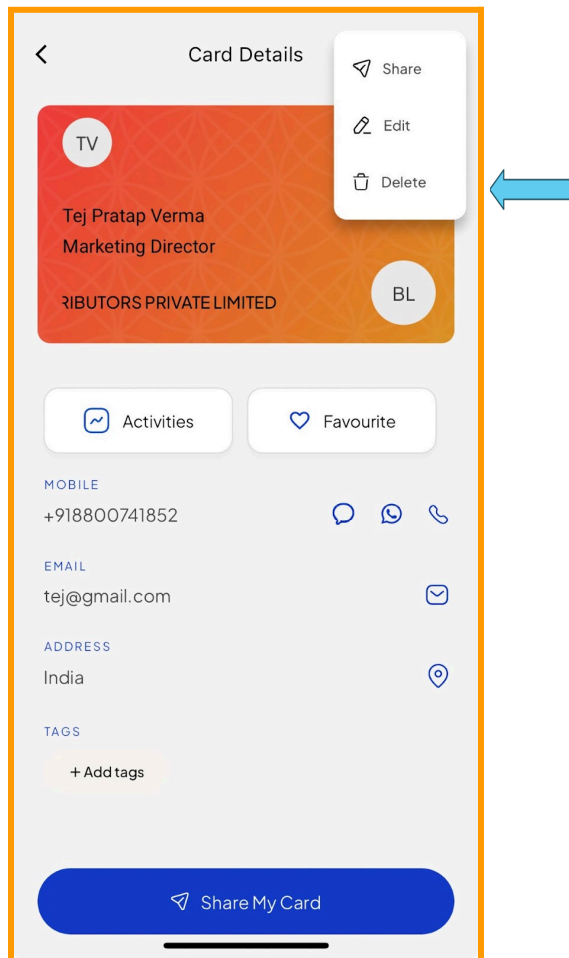 Card Details
Share
Edit
Delete
TV
Tej Pratap Verma
Marketing Director
RIBUTORS PRIVATE LIMITED
BL
Activities
Favourite
MOBILE
+918800741852
EMAIL
tej@gmail.com
ADDRESS
India
TAGS
+ Add tags
Share My Card